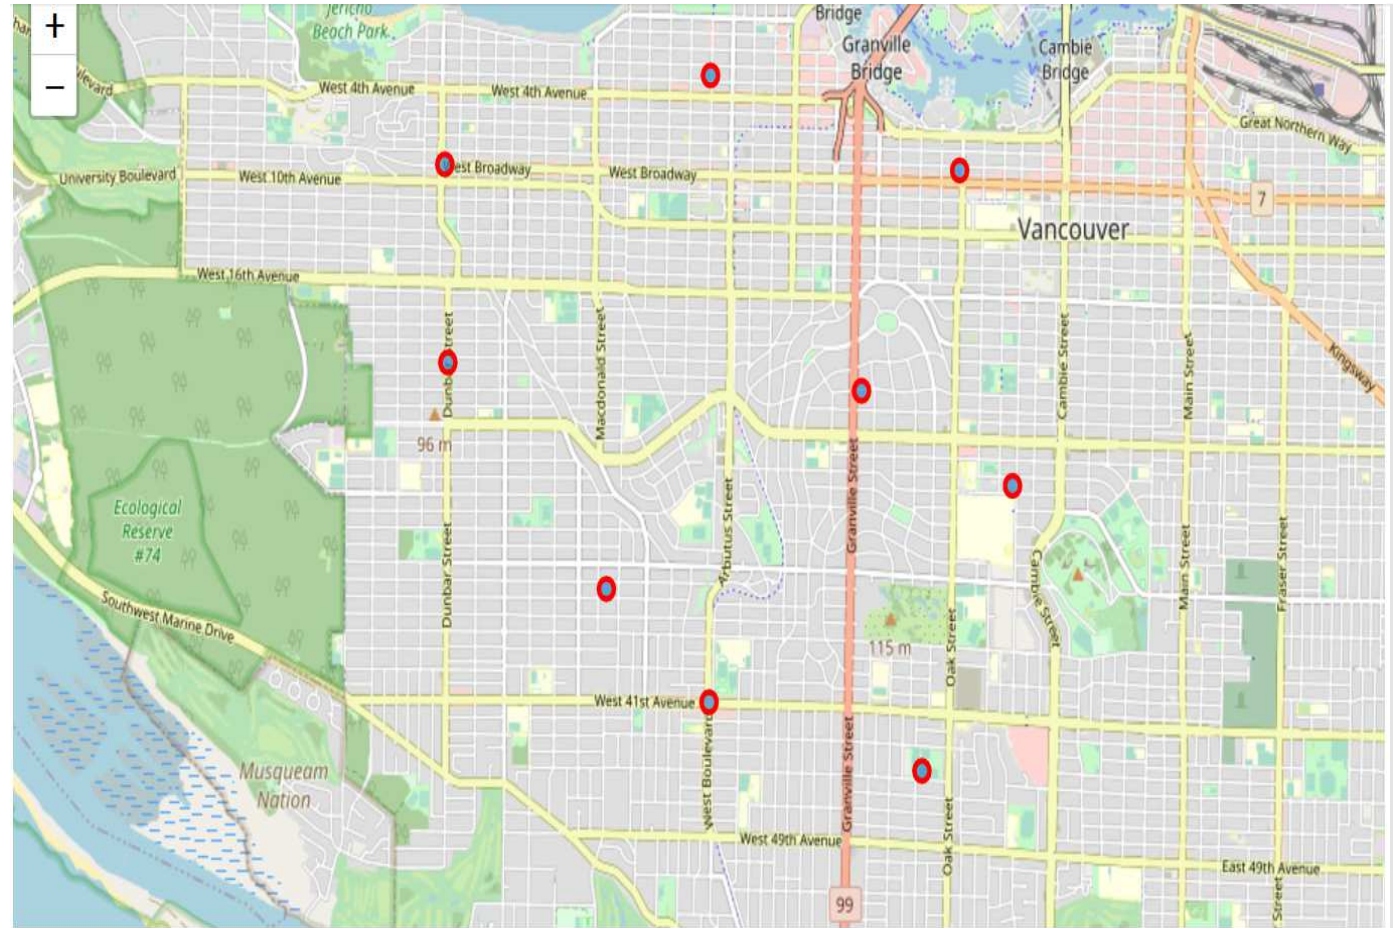 +
−
Jericho
Beach Park
Bridge
Granville
Bridge
Cambie
Bridge
West 4th Avenue
West 4th Avenue
Great Northern Way
University Boulevard
West 10th Avenue
West Broadway
7
Vancouver
West 16th Avenue
Macdonald Street
Cambie Street
Main Street
Kingsway
96 m
Granville Street
Ecological
Reserve
#74
Dunbar Street
Arbutus Street
Cambie Street
Main Street
Fraser Street
Southwest Marine Drive
115 m
Oak Street
West 41st Avenue
Musqueam
Nation
West Boulevard
Granville Street
Oak Street
West 49th Avenue
East 49th Avenue
99
Street